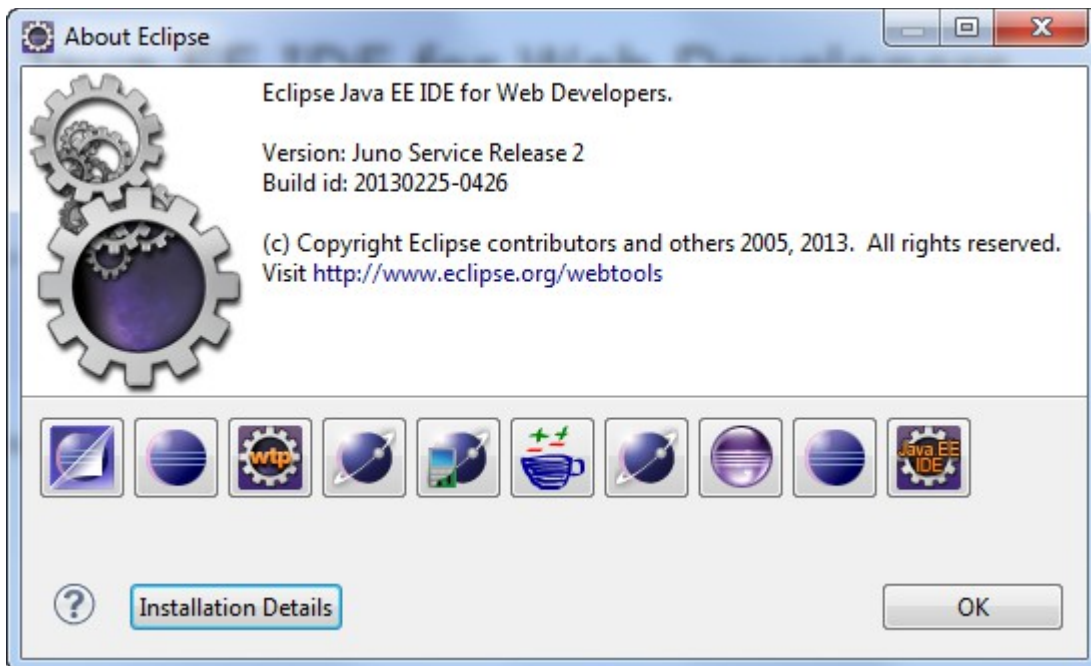 About Eclipse
Eclipse Java EE IDE for Web Developers.
Version: Juno Service Release 2
Build id: 20130225-0426
(c) Copyright Eclipse contributors and others 2005, 2013.  All rights reserved.
Visit http://www.eclipse.org/webtools
wtp
Java EE
IDE
?
Installation Details
OK